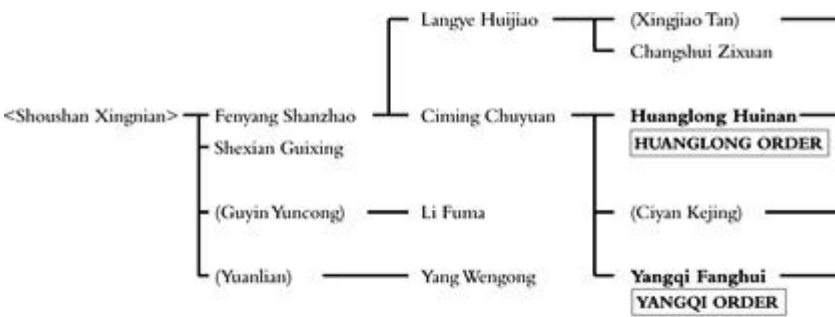 Langye Huijiao
(Xingjiao Tan)
Changshui Zixuan
<Shoushan Xingnian>
Fenyang Shanzhao
Ciming Chuyuan
Huanglong Huinan
HUANGLONG ORDER
Shexian Guixing
(Guyin Yuncong)
Li Fuma
(Ciyan Kejing)
(Yuanlian)
Yang Wengong
Yangqi Fanghui
YANGQI ORDER